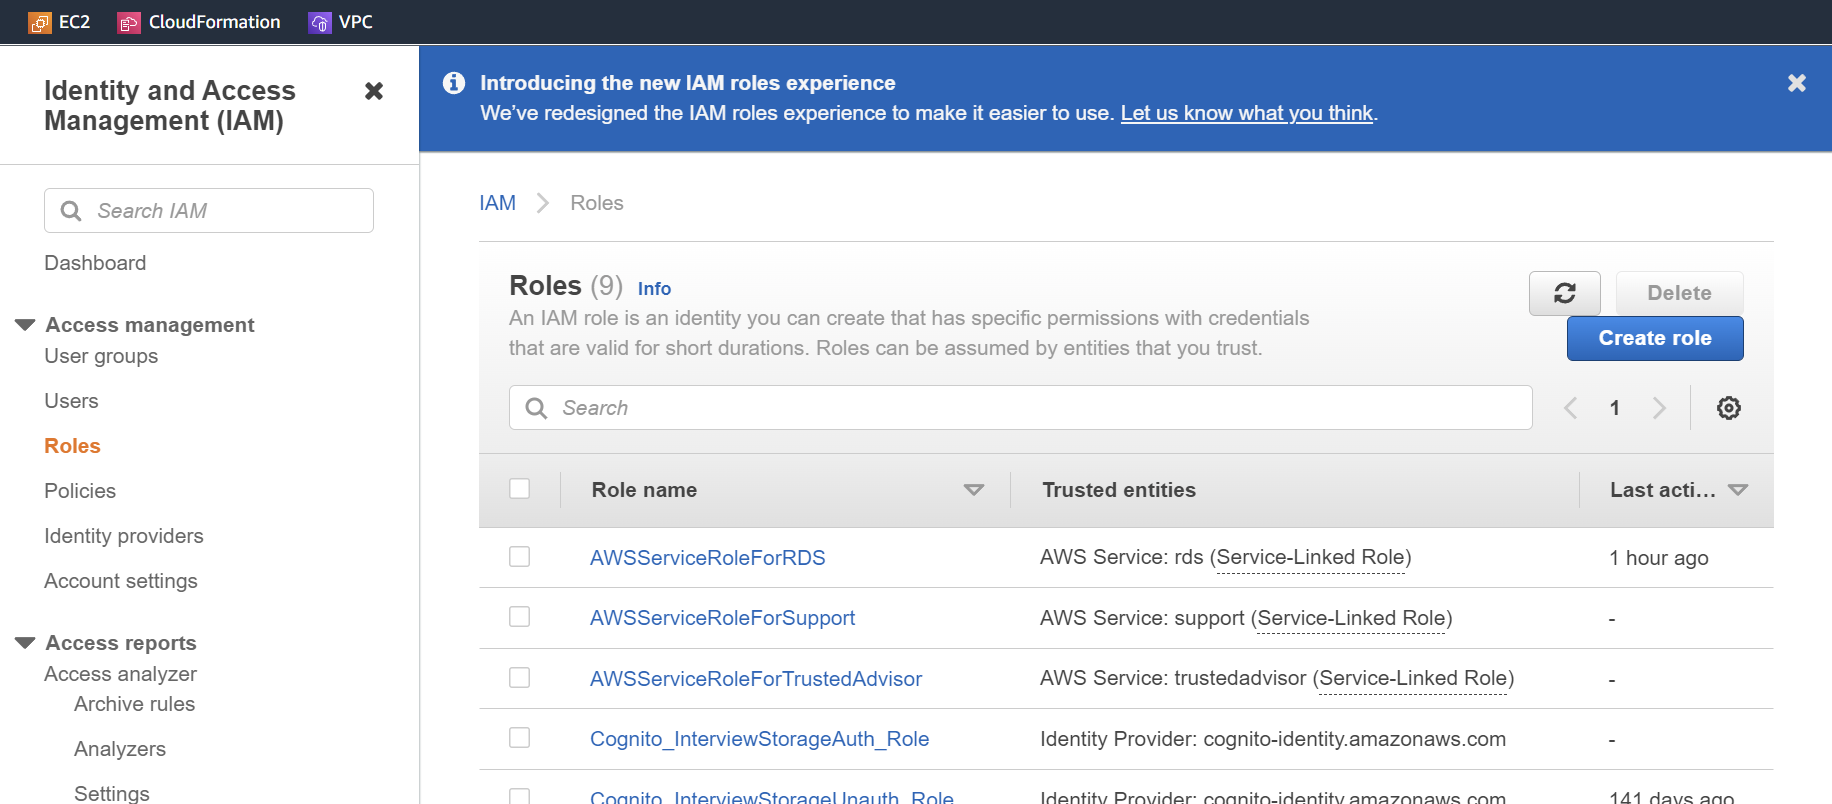 EC2 CloudFormation VPC
Identity and Access
Management (IAM)
Search IAM
Dashboard
Access management
User groups
Users
Roles
Policies
Identity providers
Account settings
Access reports
Access analyzer
Archive rules
Analyzers
Settings
Introducing the new IAM roles experience
We've redesigned the IAM roles experience to make it easier to use. Let us know what you think.
IAM Roles
Roles (9) Info
An IAM role is an identity you can create that has specific permissions with credentials
that are valid for short durations. Roles can be assumed by entities that you trust.
Delete
Create role
Search 1
Role name Trusted entities Last acti...
AWSServiceRoleForRDS AWS Service: rds (Service-Linked Role) 1 hour ago
AWSServiceRoleForSupport AWS Service: support (Service-Linked Role) -
AWSServiceRoleForTrustedAdvisor AWS Service: trustedadvisor (Service-Linked Role) -
Cognito_InterviewStorageAuth_Role Identity Provider: cognito-identity.amazonaws.com -
Cognito_InterviewStorageUnauth_Role Identity Provider: cognito-identity.amazonaws.com 141 days ago